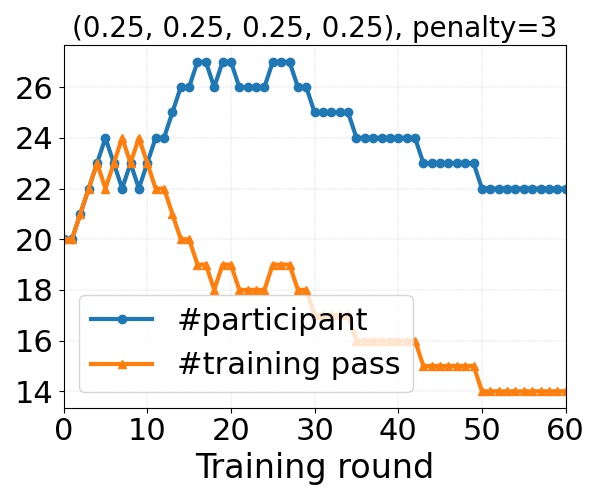 (0.25, 0.25, 0.25, 0.25), penalty=3
26
24
22
20
18
16
14
#participant
#training pass
0 10 20 30 40 50 60
Training round